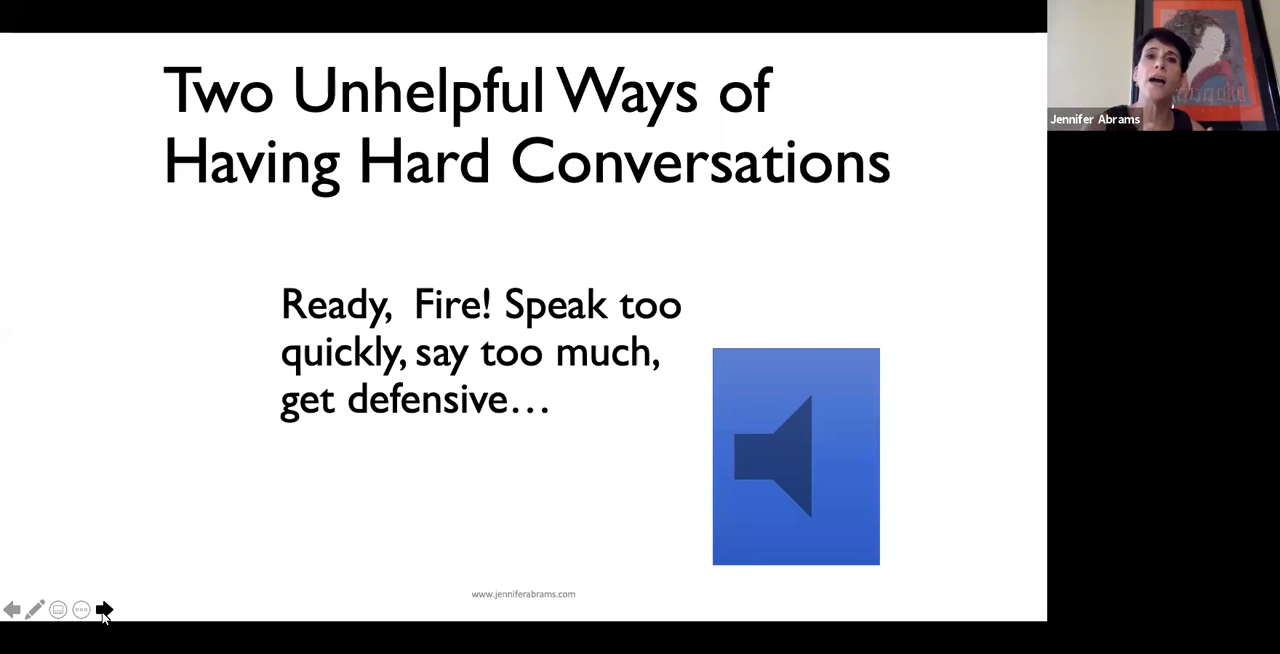 Two Unhelpful Ways of
Having Hard Conversations
Ready,  Fire! Speak too
quickly, say too much,
get defensive…
www.jenniferabrams.com
Jennifer Abrams